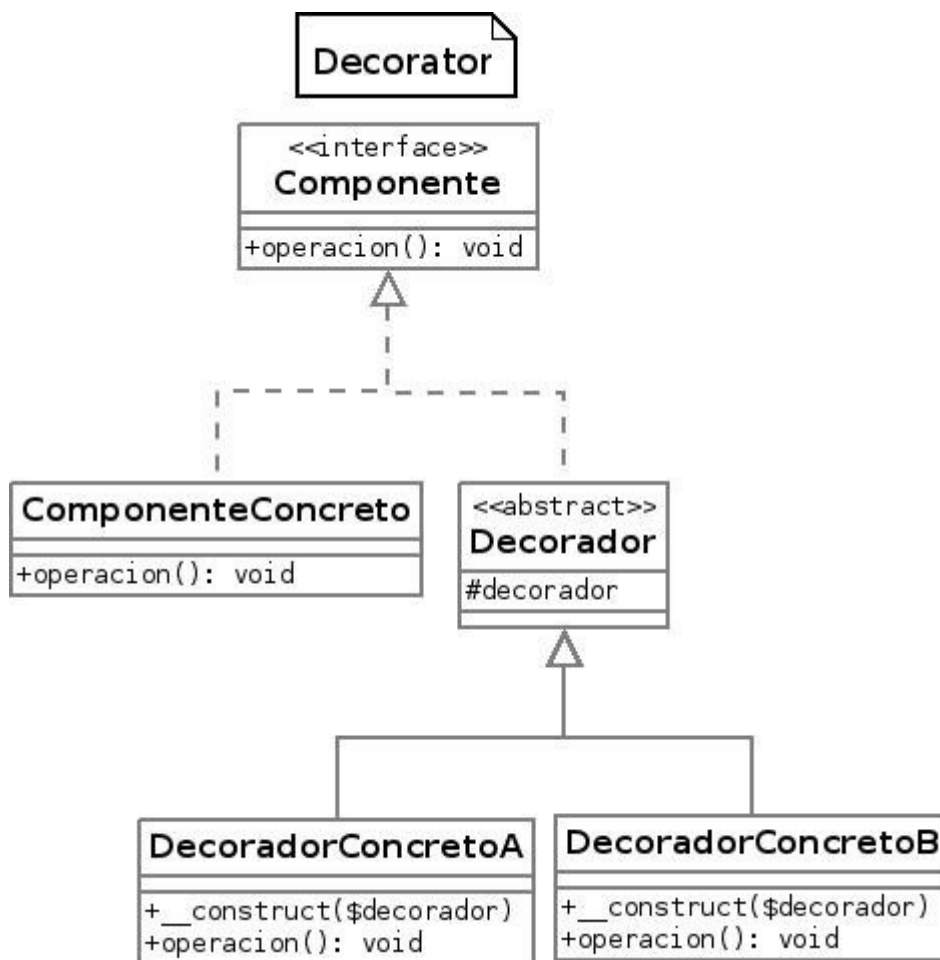 Decorator
<<interface>>
Componente
+operacion(): void
ComponenteConcreto
+operacion(): void
<<abstract>>
Decorador
#decorador
DecoradorConcretoA
+__construct($decorador)
+operacion(): void
DecoradorConcretoB
+__construct($decorador)
+operacion(): void